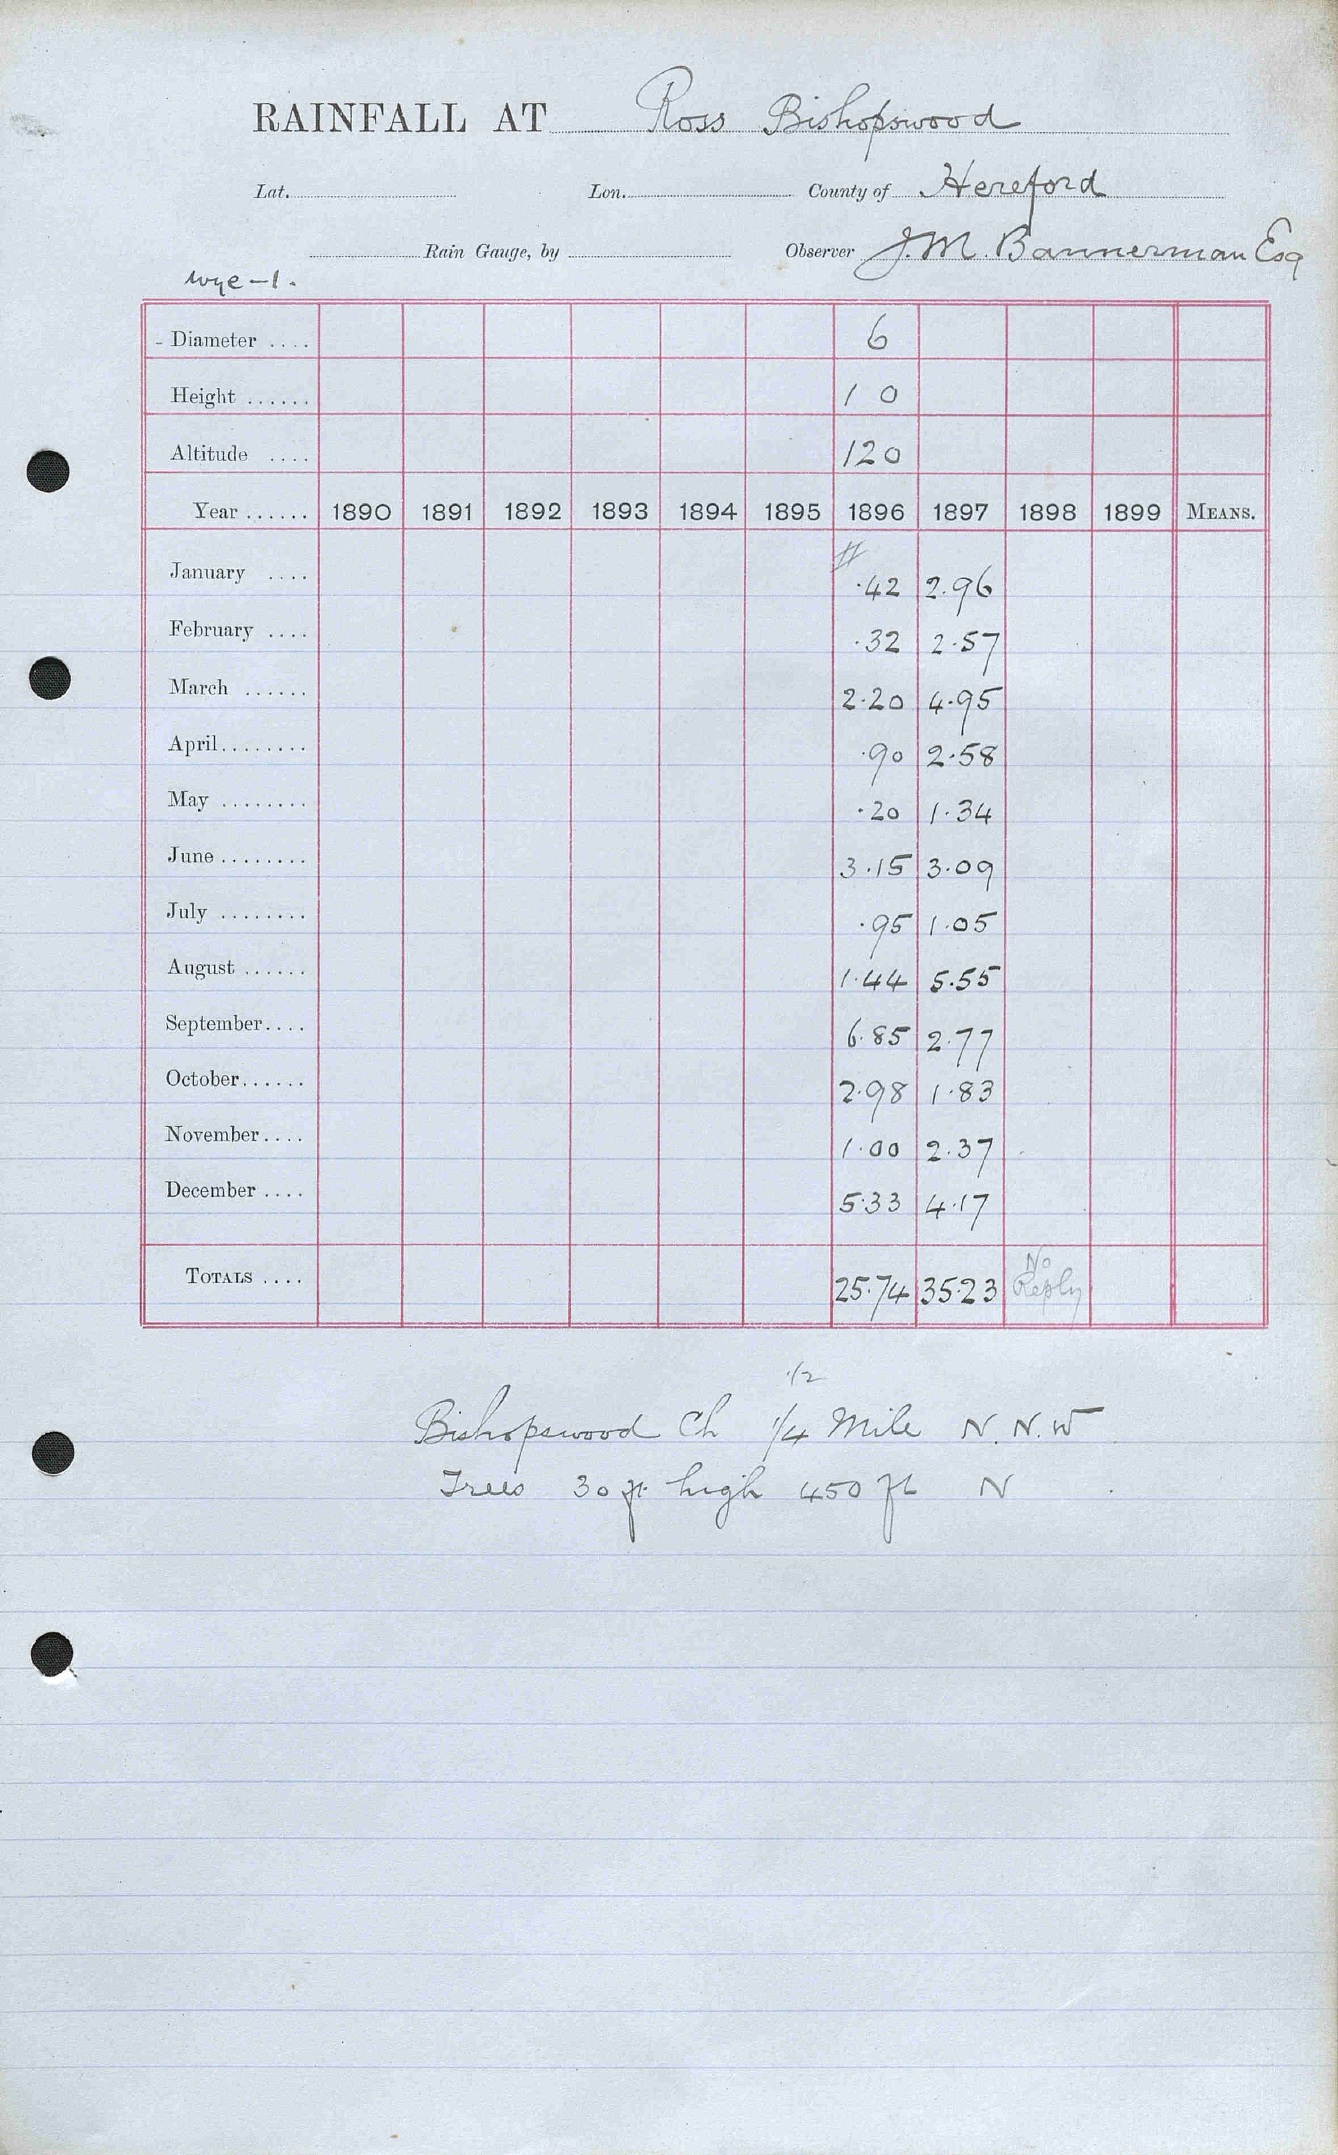 RAINFALL AT Ross Bishopswood
Lat. Lon. County of Hereford
Rain Gauge, by Observer J. M. Bannerman Esq
Wye - 1.
Diameter .... 6
Height ...... 1 0
Altitude .... 120
Year ...... 1890 1891 1892 1893 1894 1895 1896 1897 1898 1899 MEANS.
#
January .... .42 2.96
February .... .32 2.57
March ...... 2.20 4.95
April ........ .90 2.58
May ........ .20 1.34
June ........ 3.15 3.09
July ........ .95 1.05
August ...... 1.44 5.55
September .... 6.85 2.77
October ...... 2.98 1.83
November .... 1.00 2.37
December .... 5.33 4.17
TOTALS .... 25.74 35.23 No Reply
1/2
Bishopswood Ch 1/4 Mile N. N. W
Trees 30 ft high 450 ft N